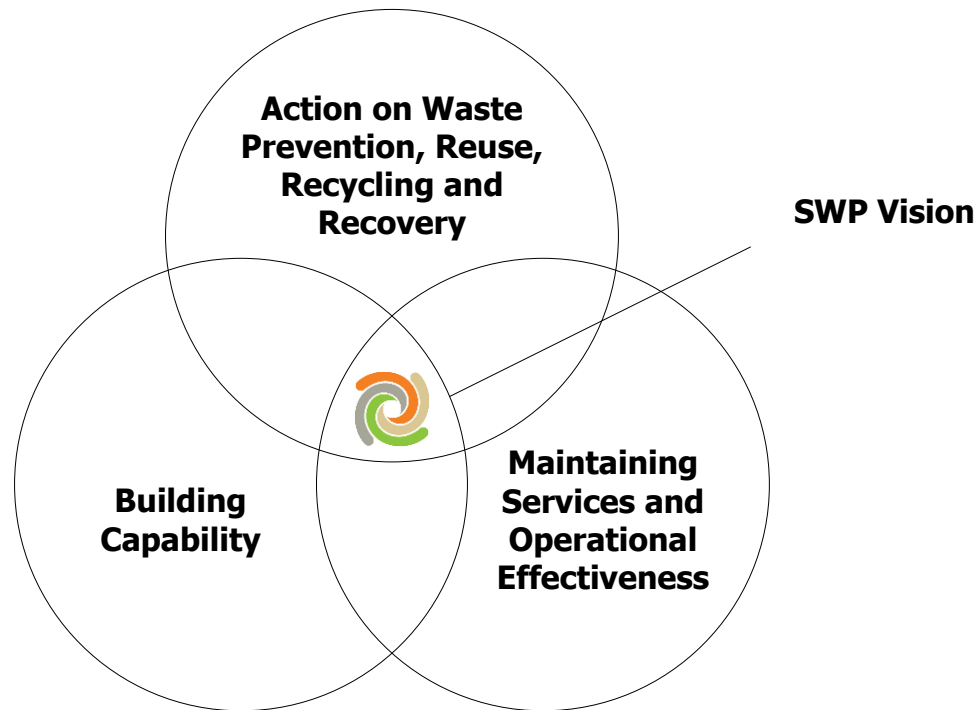 Action on Waste
Prevention, Reuse,
Recycling and
Recovery
SWP Vision
Building
Capability
Maintaining
Services and
Operational
Effectiveness